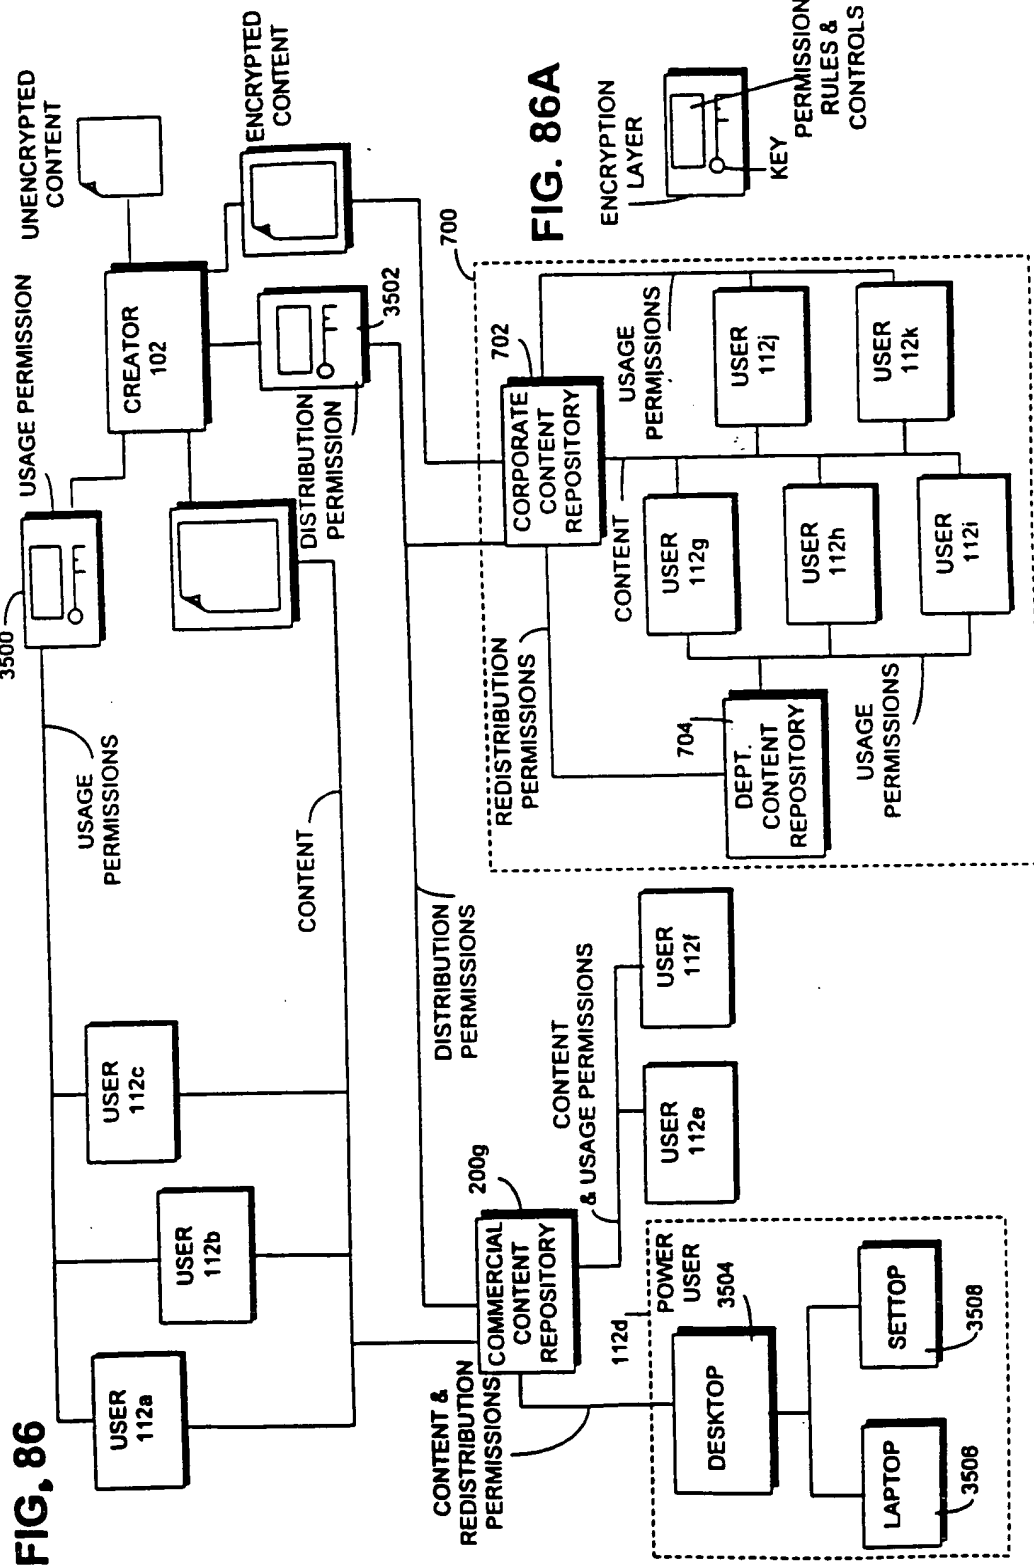 FIG. 86
USER
112a
USER
112b
USER
112c
USAGE
PERMISSIONS
3500
USAGE PERMISSION
CREATOR
102
UNENCRYPTED
CONTENT
ENCRYPTED
CONTENT
3502
DISTRIBUTION
PERMISSION
CONTENT
DISTRIBUTION
PERMISSIONS
COMMERCIAL
CONTENT
REPOSITORY
200g
CONTENT &
REDISTRIBUTION
PERMISSIONS
CONTENT
& USAGE PERMISSIONS
USER
112e
USER
112f
112d
POWER
USER
3504
DESKTOP
LAPTOP
3506
SETTOP
3508
700
702
CORPORATE
CONTENT
REPOSITORY
REDISTRIBUTION
PERMISSIONS
704
DEPT.
CONTENT
REPOSITORY
CONTENT
USAGE
PERMISSIONS
USAGE
PERMISSIONS
USER
112g
USER
112h
USER
112i
USER
112j
USER
112k
FIG. 86A
ENCRYPTION
LAYER
KEY
PERMISSION
RULES &
CONTROLS